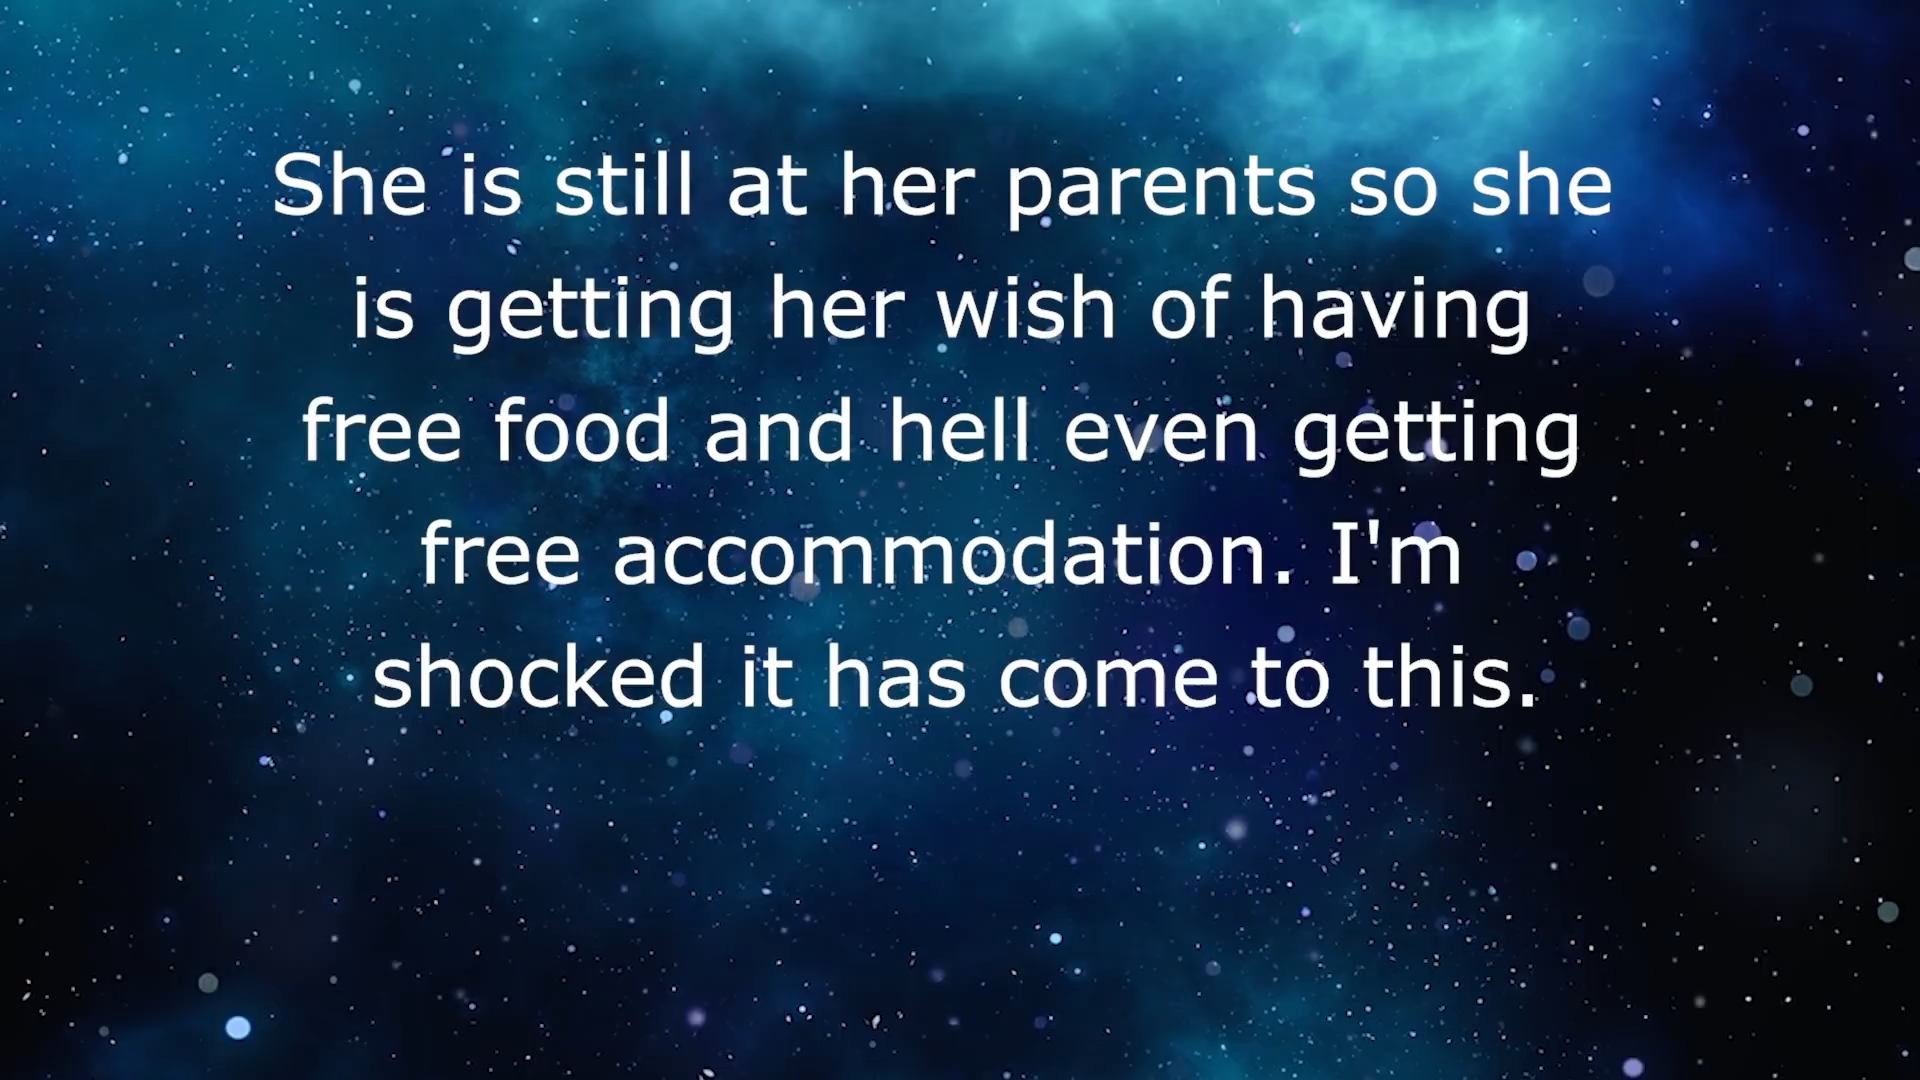 She is still at her parents so she
is getting her wish of having
free food and hell even getting
free accommodation. I'm
shocked it has come to this.